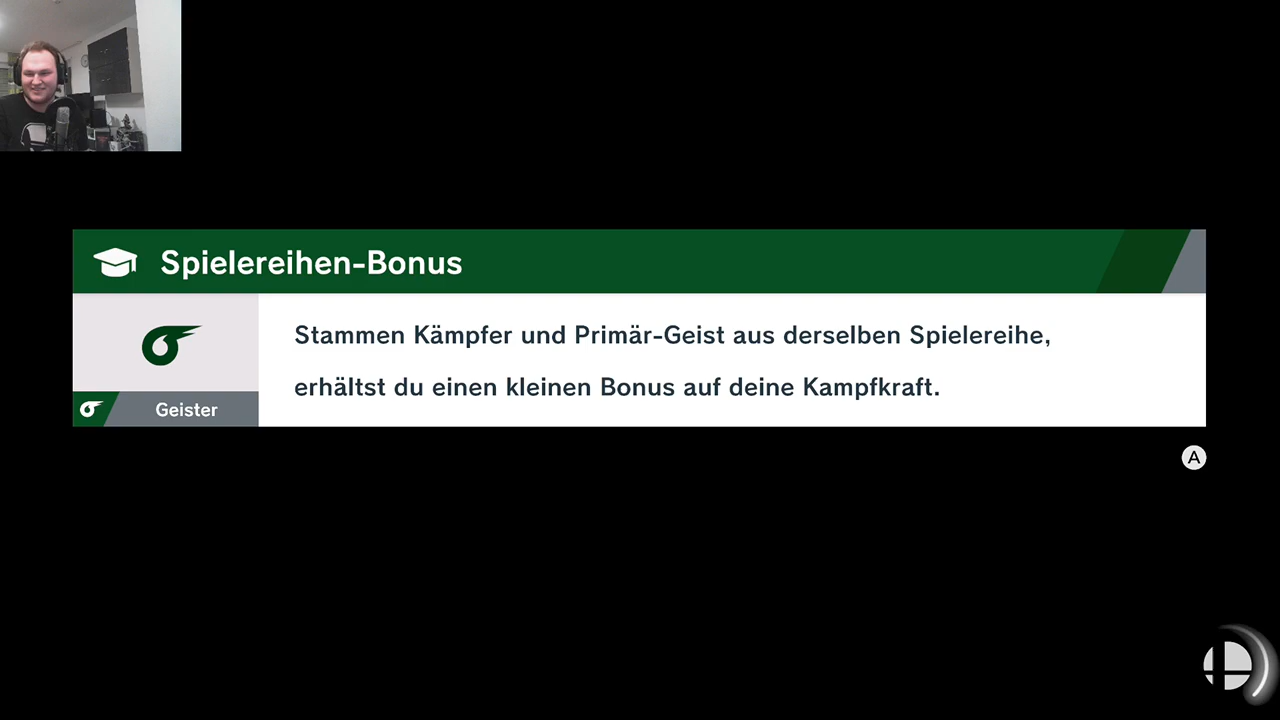 Spielereihen-Bonus
Stammen Kämpfer und Primär-Geist aus derselben Spielereihe,
erhältst du einen kleinen Bonus auf deine Kampfkraft.
Geister
A